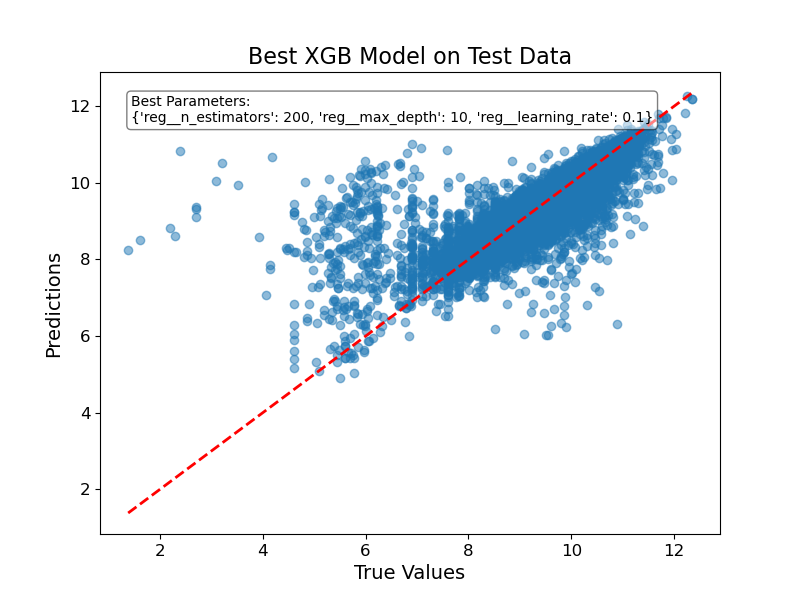 Best XGB Model on Test Data
Best Parameters:
{'reg__n_estimators': 200, 'reg__max_depth': 10, 'reg__learning_rate': 0.1}
12
10
8
6
4
2
Predictions
2 4 6 8 10 12
True Values